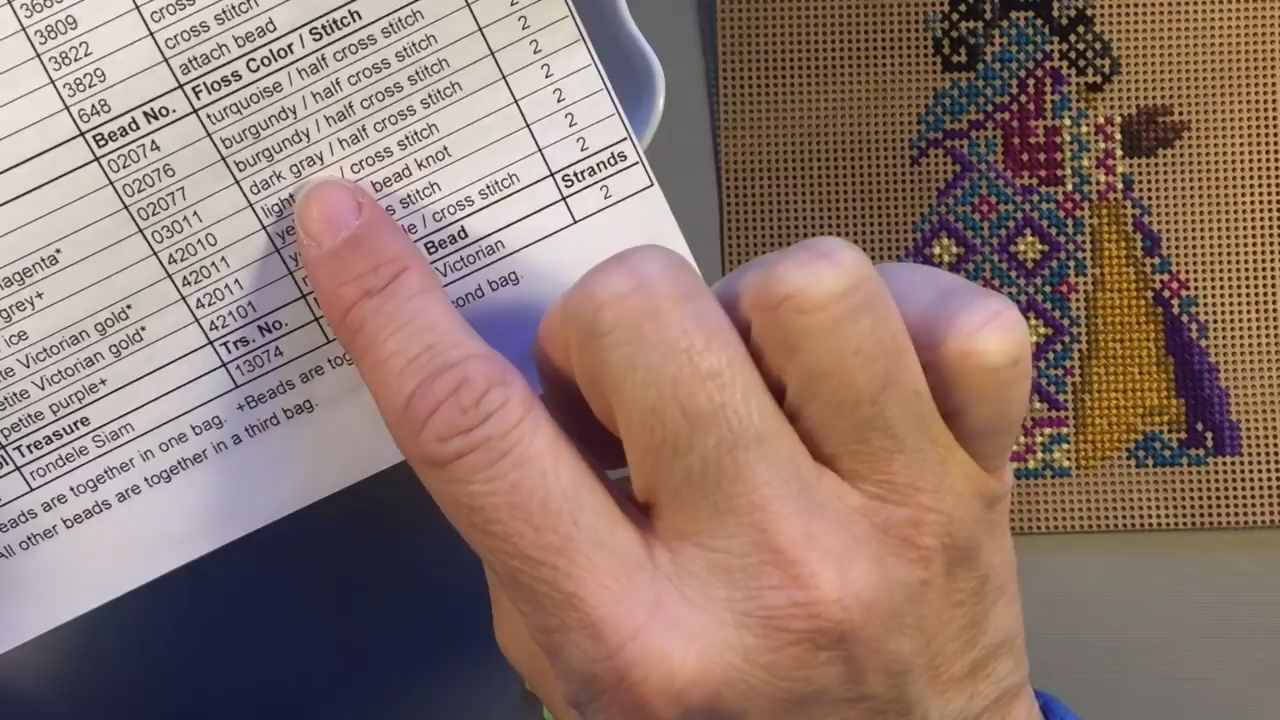 3809 cross stitch
3822 cross stitch
3829 attach bead
648
Bead No. Floss Color / Stitch
02074 turquoise / half cross stitch
02076 burgundy / half cross stitch 2
02077 burgundy / half cross stitch 2
grey+ 03011 dark gray / half cross stitch 2
ice 42010 / cross stitch 2
Victorian gold* 42011 bead knot 2
petite Victorian gold* 42011 stitch 2
petite purple+ 42101 / cross stitch 2
Treasure Trs. No. Bead Strands
rondele Siam 13074 Victorian 2
are together in one bag. +Beads are bag.
All other beads are together in a third bag.